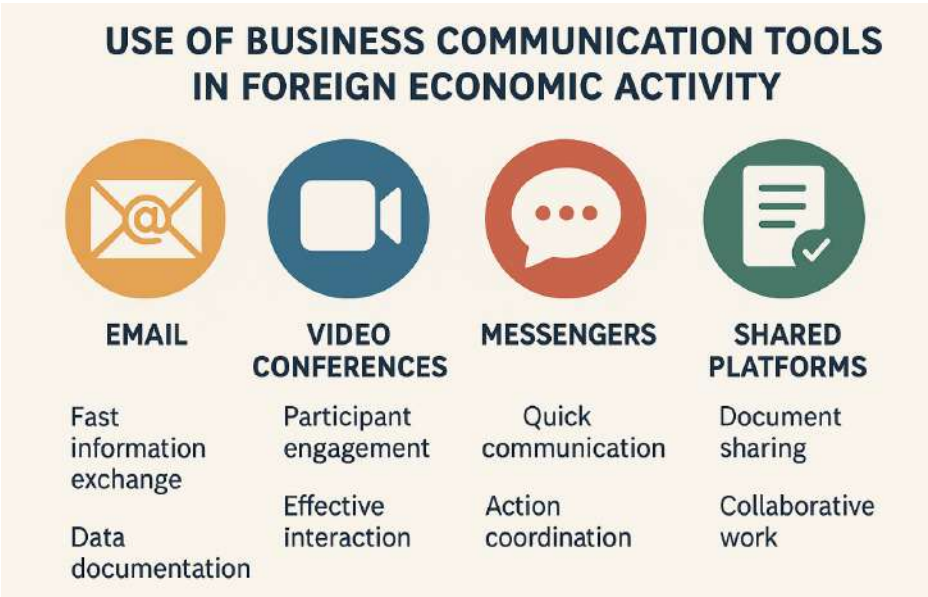 USE OF BUSINESS COMMUNICATION TOOLS
IN FOREIGN ECONOMIC ACTIVITY
@
EMAIL
Fast
information
exchange
Data
documentation
VIDEO
CONFERENCES
Participant
engagement
Effective
interaction
MESSENGERS
Quick
communication
Action
coordination
SHARED
PLATFORMS
Document
sharing
Collaborative
work